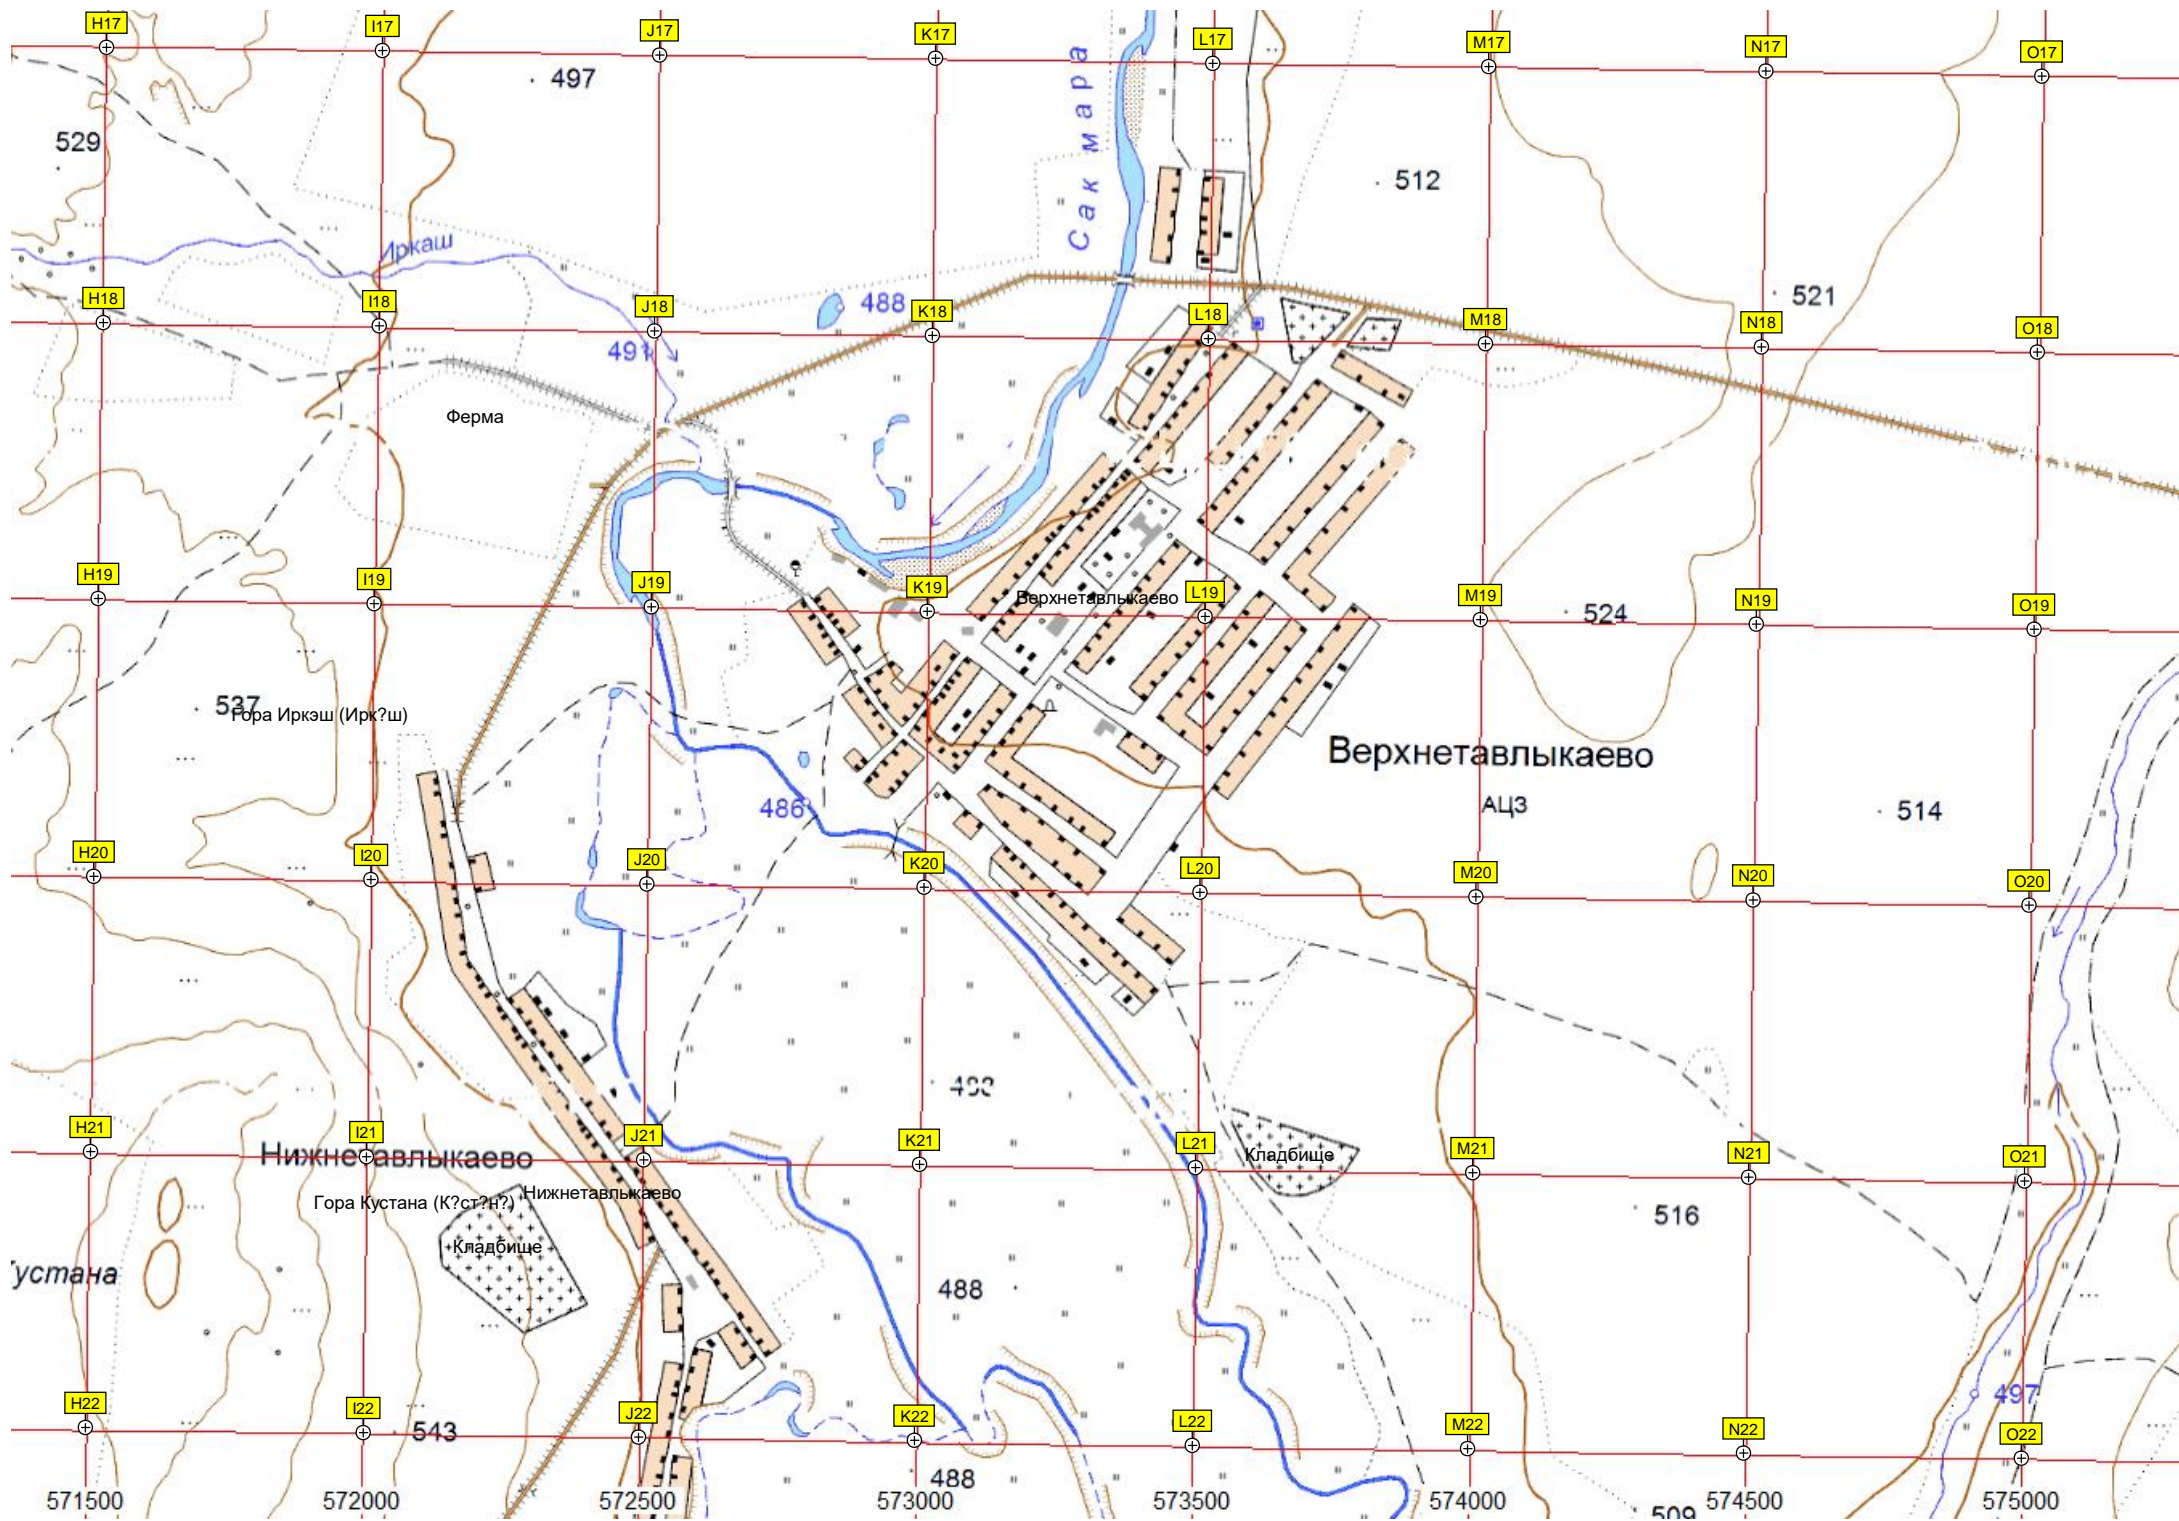 H17 I17 J17 K17 L17 M17 N17 O17
497
529
Сакмара
512
Иркаш
H18 I18 J18 K18 L18 M18 N18 O18
488
521
491
Ферма
H19 I19 J19 K19 L19 M19 N19 O19
Верхнетавлыкаево
524
537
Гора Иркэш (Ирк?ш)
Верхнетавлыкаево
486
АЦЗ
514
H20 I20 J20 K20 L20 M20 N20 O20
H21 I21 J21 K21 L21 M21 N21 O21
Нижнетавлыкаево
Кладбище
Гора Кустана (К?ст?н?)
Нижнетавлыкаево
516
Кладбище
устана
488
497
H22 I22 J22 K22 L22 M22 N22 O22
543
488
571500 572000 572500 573000 573500 574000 574500 575000
509